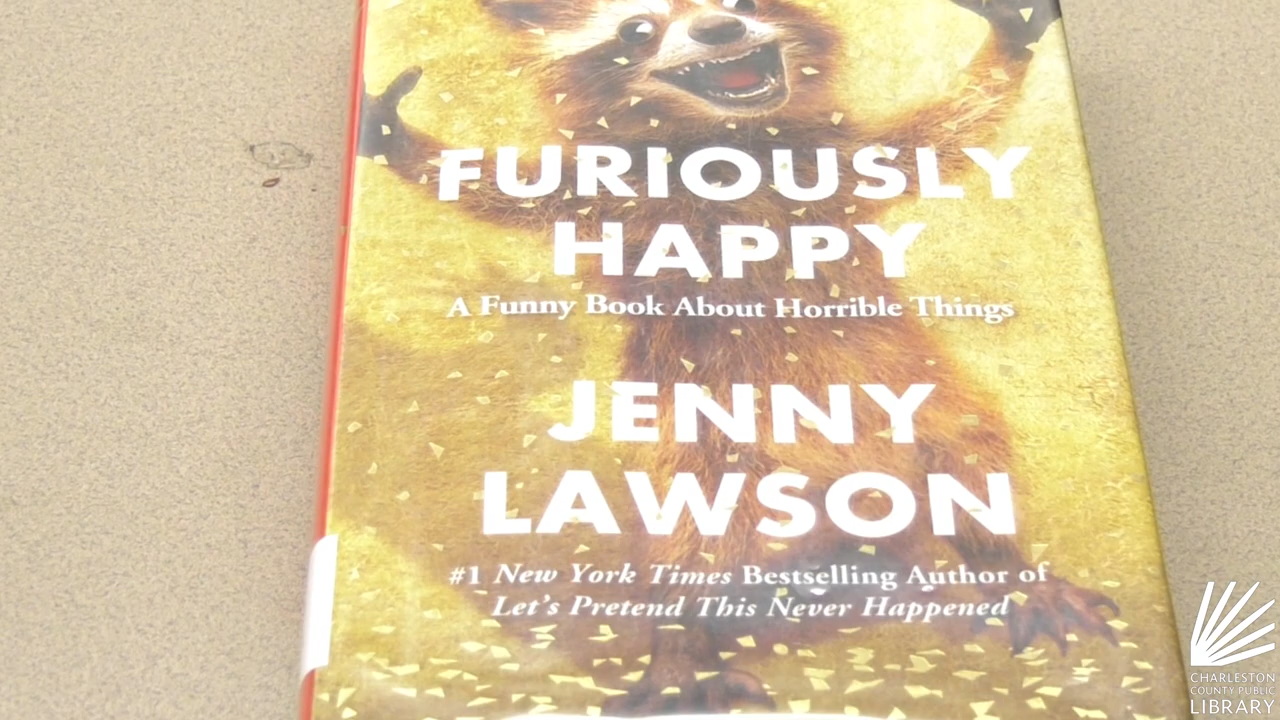 FURIOUSLY
HAPPY
A Funny Book About Horrible Things
JENNY
LAWSON
#1 New York Times Bestselling Author of
Let's Pretend This Never Happened
CHARLESTON
COUNTY PUBLIC
LIBRARY